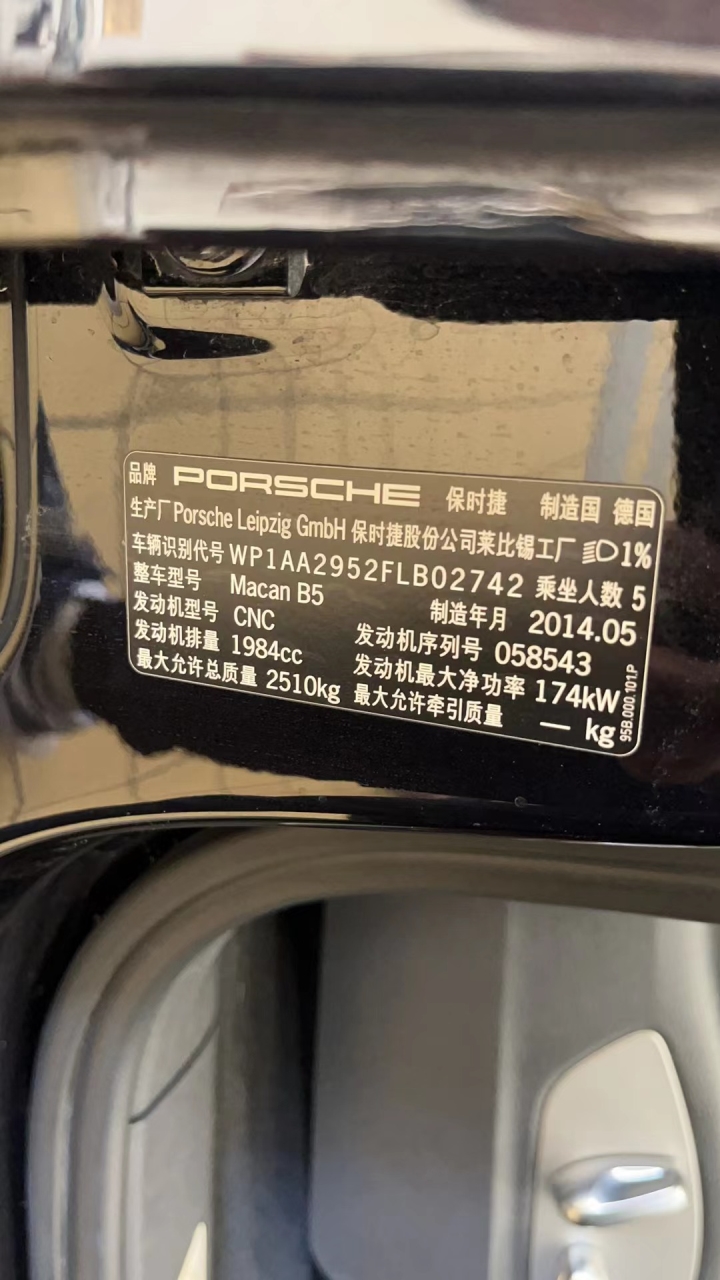 品牌 PORSCHE 保时捷 制造国 德国
生产厂 Porsche Leipzig GmbH 保时捷股份公司莱比锡工厂 1%
车辆识别代号 WP1AA2952FLB02742 乘坐人数 5
整车型号 Macan B5 制造年月 2014.05
发动机型号 CNC 发动机序列号 058543
发动机排量 1984cc 发动机最大净功率 174kW
最大允许总质量 2510kg 最大允许牵引质量 — kg
95B.000.101.P